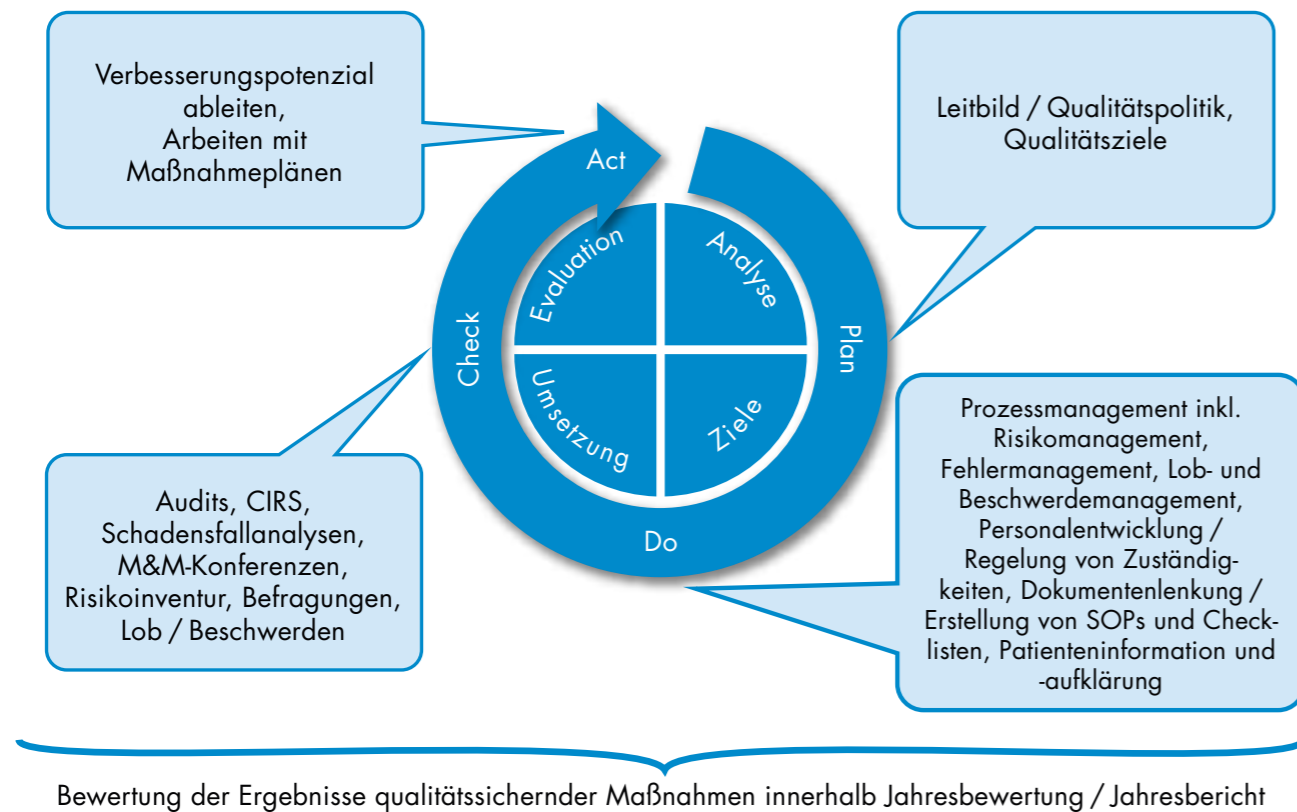 Verbesserungspotenzial
ableiten,
Arbeiten mit
Maßnahmeplänen
Leitbild / Qualitätspolitik,
Qualitätsziele
Act
Plan
Do
Check
Evaluation
Analyse
Umsetzung
Ziele
Audits, CIRS,
Schadensfallanalysen,
M&M-Konferenzen,
Risikoinventur, Befragungen,
Lob / Beschwerden
Prozessmanagement inkl.
Risikomanagement,
Fehlermanagement, Lob- und
Beschwerdemanagement,
Personalentwicklung /
Regelung von Zuständig-
keiten, Dokumentenlenkung /
Erstellung von SOPs und Check-
listen, Patienteninformation und
-aufklärung
Bewertung der Ergebnisse qualitätssichernder Maßnahmen innerhalb Jahresbewertung / Jahresbericht